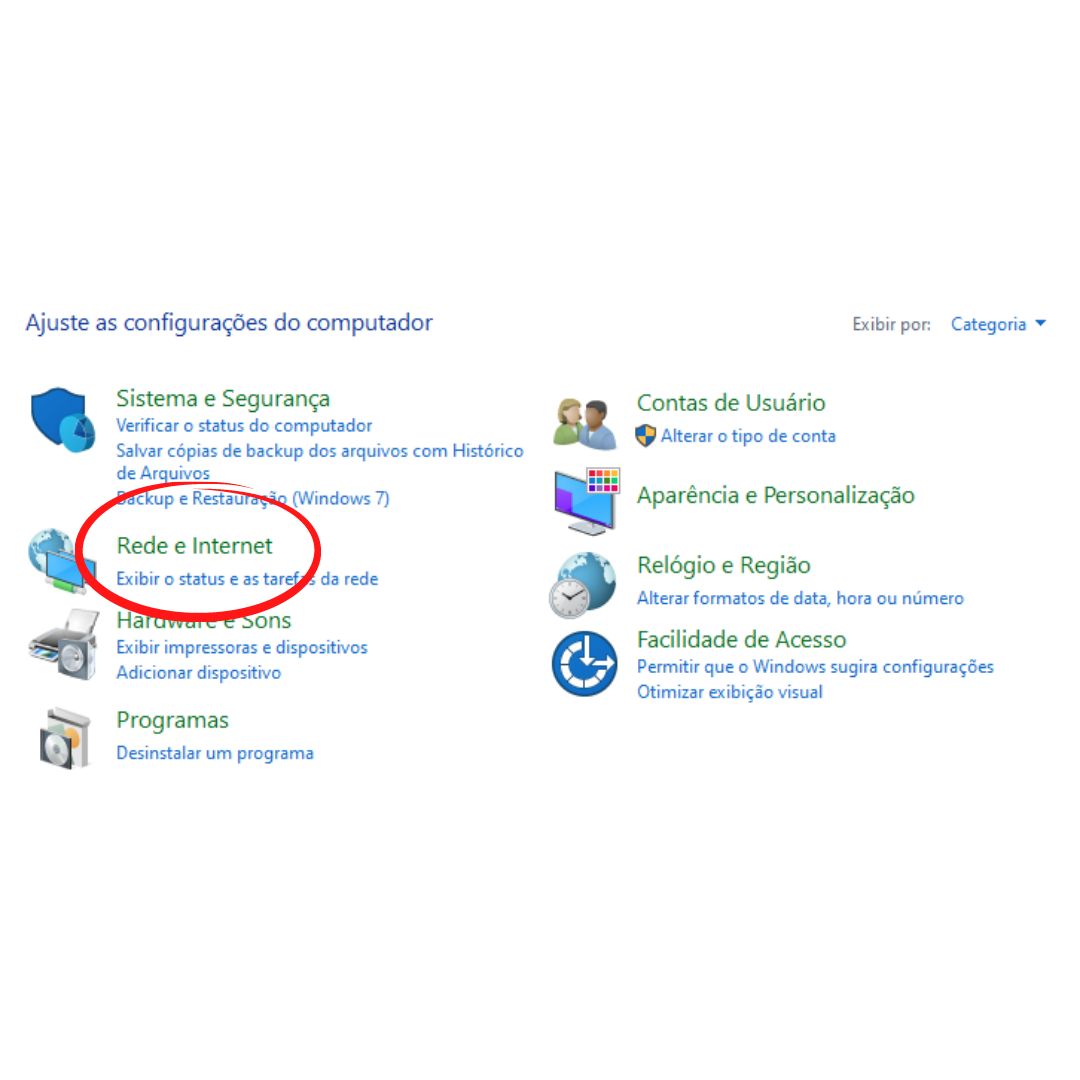 Ajuste as configurações do computador
Exibir por: Categoria
Sistema e Segurança
Verificar o status do computador
Salvar cópias de backup dos arquivos com Histórico
de Arquivos
Backup e Restauração (Windows 7)
Rede e Internet
Exibir o status e as tarefas da rede
Hardware e Sons
Exibir impressoras e dispositivos
Adicionar dispositivo
Programas
Desinstalar um programa
Contas de Usuário
Alterar o tipo de conta
Aparência e Personalização
Relógio e Região
Alterar formatos de data, hora ou número
Facilidade de Acesso
Permitir que o Windows sugira configurações
Otimizar exibição visual